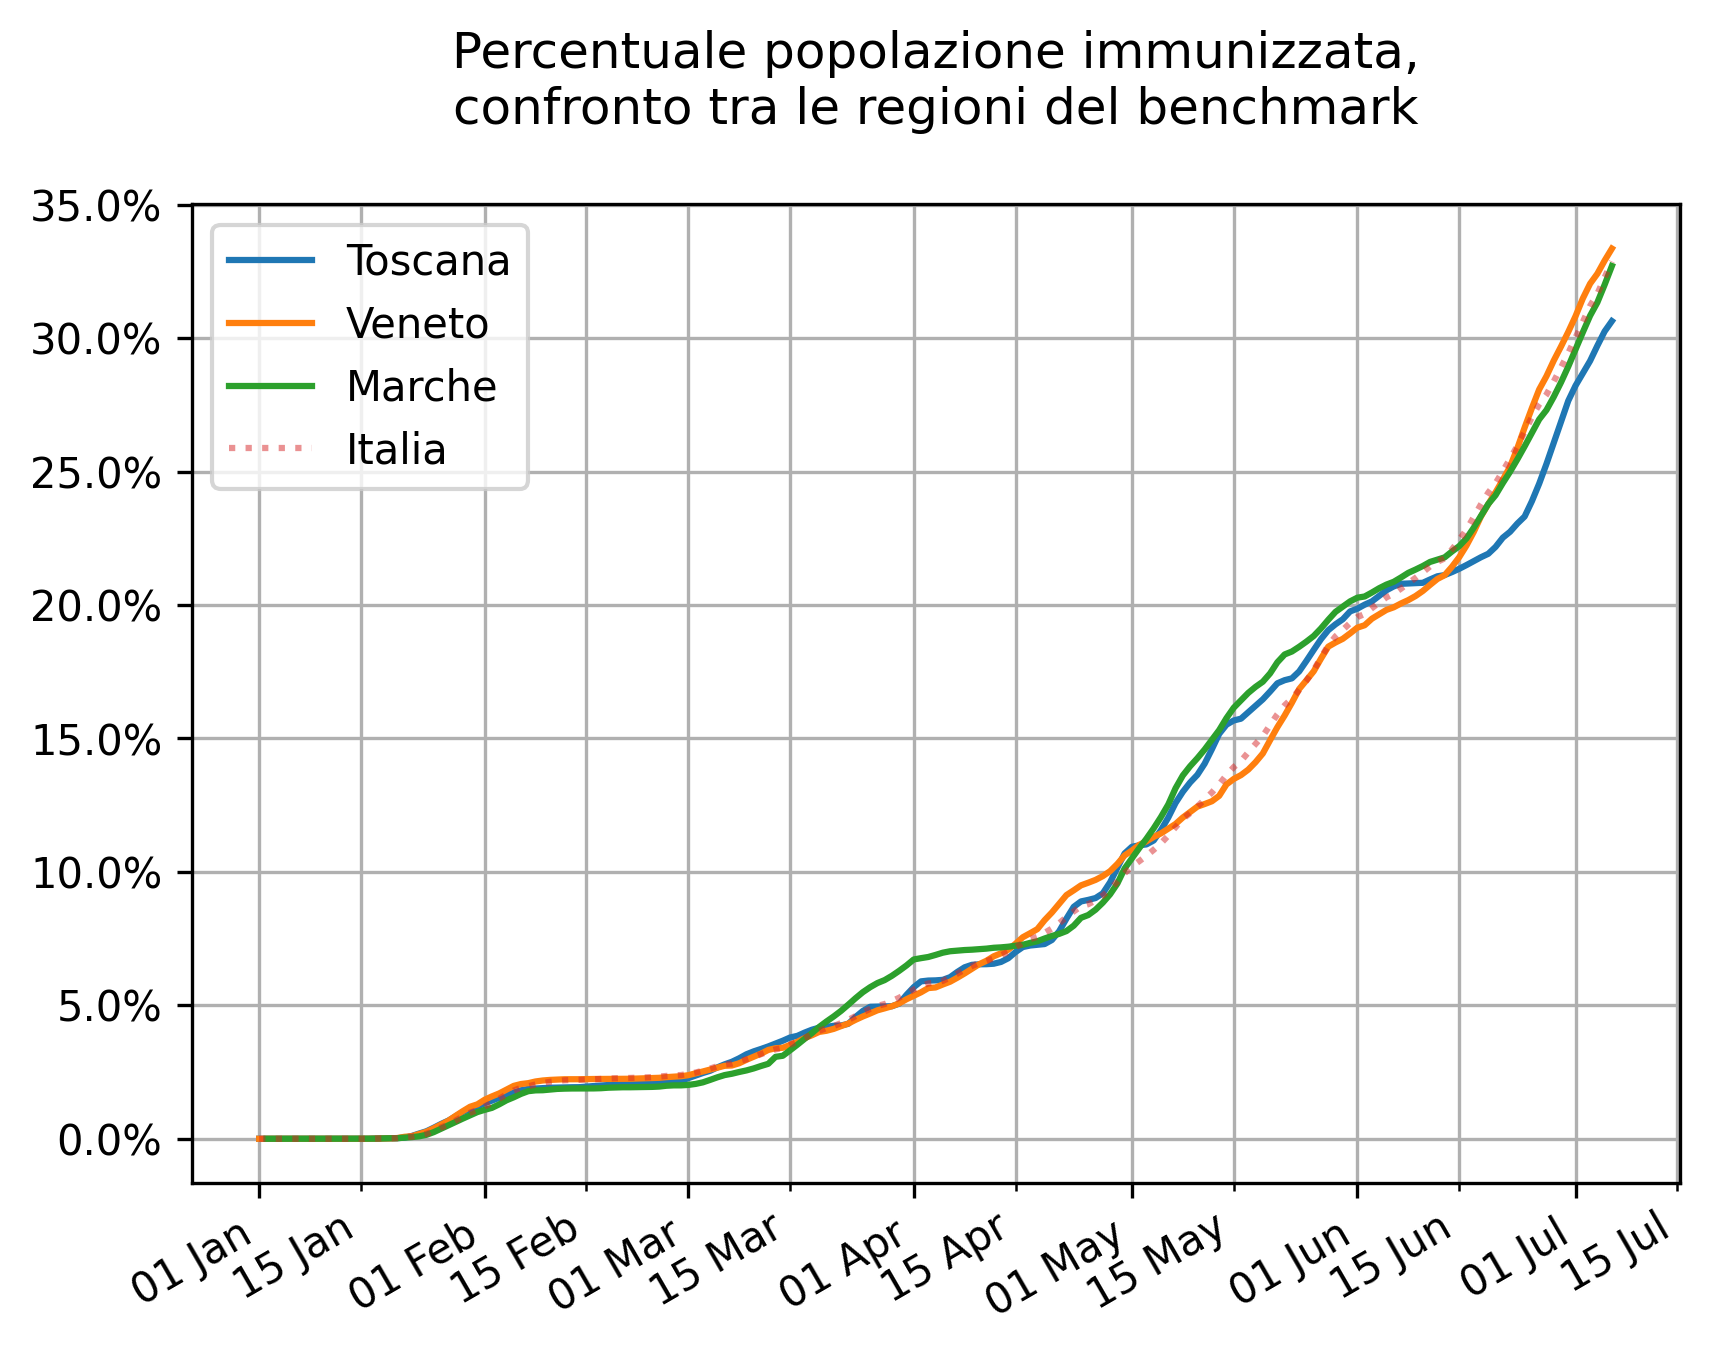 Percentuale popolazione immunizzata,
confronto tra le regioni del benchmark
35.0%
30.0%
25.0%
20.0%
15.0%
10.0%
5.0%
0.0%
Toscana
Veneto
Marche
Italia
01 Jan
15 Jan
01 Feb
15 Feb
01 Mar
15 Mar
01 Apr
15 Apr
01 May
15 May
01 Jun
15 Jun
01 Jul
15 Jul